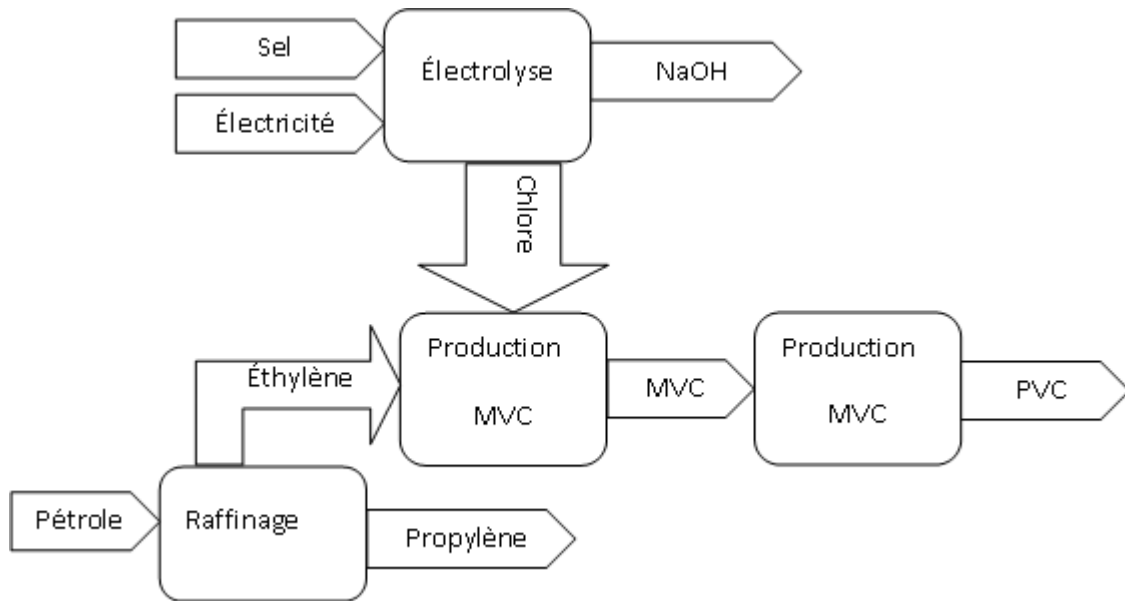 Sel
Électrolyse
NaOH
Électricité
Chlore
Production
MVC
Production
MVC
Éthylène
MVC
PVC
Pétrole
Raffinage
Propylène